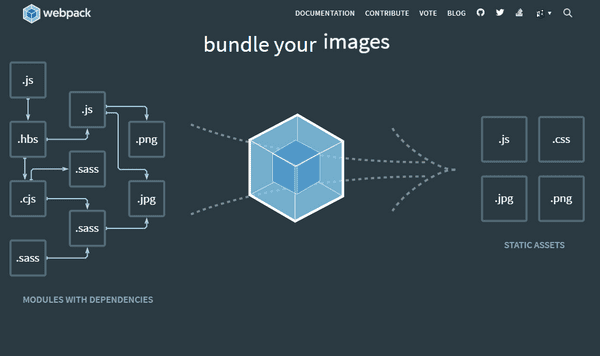 webpack
DOCUMENTATION CONTRIBUTE VOTE BLOG
bundle your images
.js
.js
.hbs
.png
.sass
.cjs
.jpg
.sass
.sass
MODULES WITH DEPENDENCIES
.js .css
.jpg .png
STATIC ASSETS